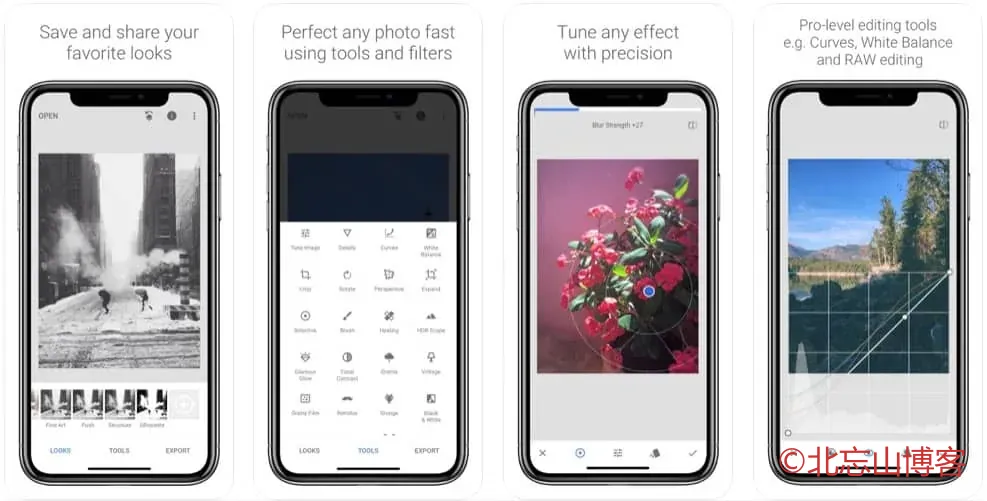 Save and share your
favorite looks
OPEN
Fine Art
Push
Structure
Silhouette
LOOKS
TOOLS
EXPORT
Perfect any photo fast
using tools and filters
OPEN
Tune Image
Details
Curves
White
Balance
Crop
Rotate
Perspective
Expand
Selective
Brush
Healing
HDR Scape
Glamour
Glow
Tonal
Contrast
Drama
Vintage
Grainy Film
Retrolux
Grunge
Black
& White
LOOKS
TOOLS
EXPORT
Tune any effect
with precision
Blur Strength +27
Pro-level editing tools
e.g. Curves, White Balance
and RAW editing
©北忘山博客